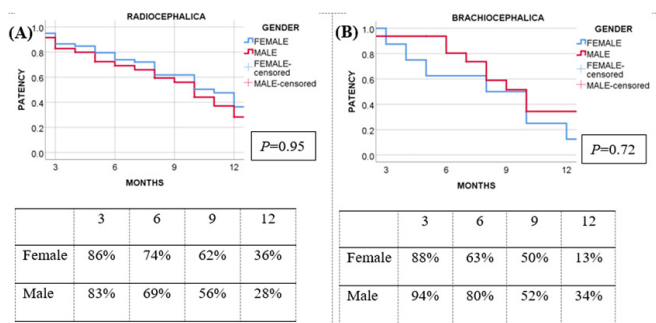 (A)
RADIOCEPHALICA
1.0
0.8
0.6
0.4
0.2
0.0
PATENCY
3 6 9 12
MONTHS
GENDER
FEMALE
MALE
FEMALE-
censored
MALE-censored
P=0.95
3 6 9 12
Female 86% 74% 62% 36%
Male 83% 69% 56% 28%
(B)
BRACHIOCEPHALICA
1.0
0.8
0.6
0.4
0.2
0.0
PATENCY
3 6 9 12
MONTHS
GENDER
FEMALE
MALE
FEMALE-
censored
MALE-censored
P=0.72
3 6 9 12
Female 88% 63% 50% 13%
Male 94% 80% 52% 34%